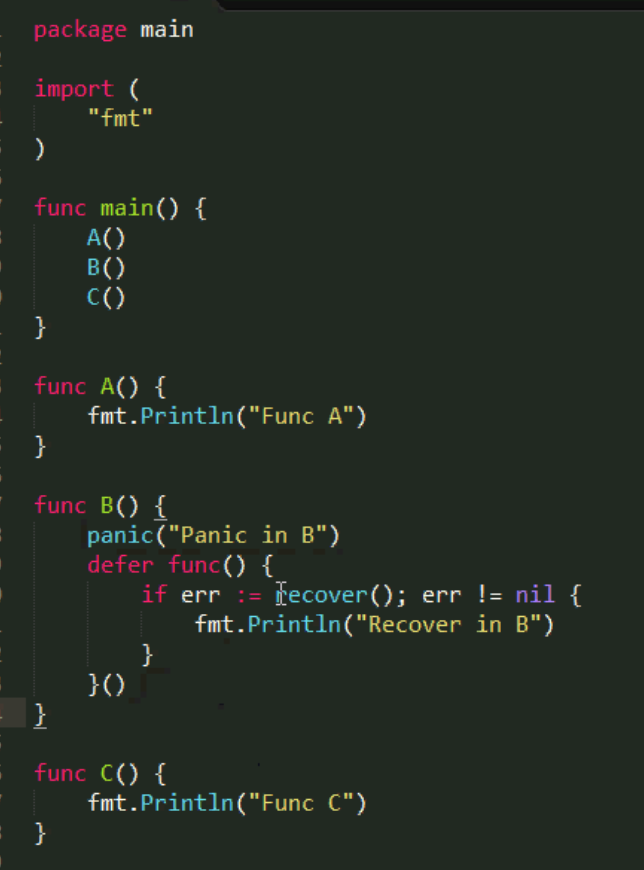 package main
import (
"fmt"
)
func main() {
A()
B()
C()
}
func A() {
fmt.Println("Func A")
}
func B() {
panic("Panic in B")
defer func() {
if err := recover(); err != nil {
fmt.Println("Recover in B")
}
}()
}
func C() {
fmt.Println("Func C")
}